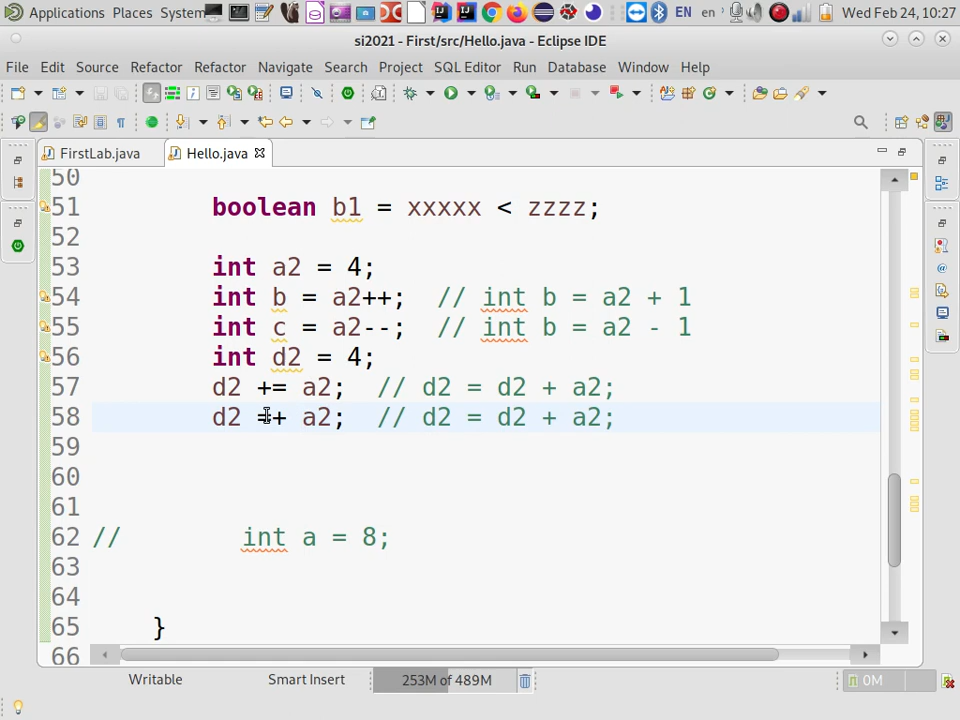 Applications Places System EN en Wed Feb 24, 10:27
si2021 - First/src/Hello.java - Eclipse IDE
File Edit Source Refactor Refactor Navigate Search Project SQL Editor Run Database Window Help
FirstLab.java Hello.java
50
51 boolean b1 = xxxxx < zzzz;
52
53 int a2 = 4;
54 int b = a2++; // int b = a2 + 1
55 int c = a2--; // int b = a2 - 1
56 int d2 = 4;
57 d2 += a2; // d2 = d2 + a2;
58 d2 =+ a2; // d2 = d2 + a2;
59
60
61
62 // int a = 8;
63
64
65 }
66
Writable Smart Insert 253M of 489M 0M